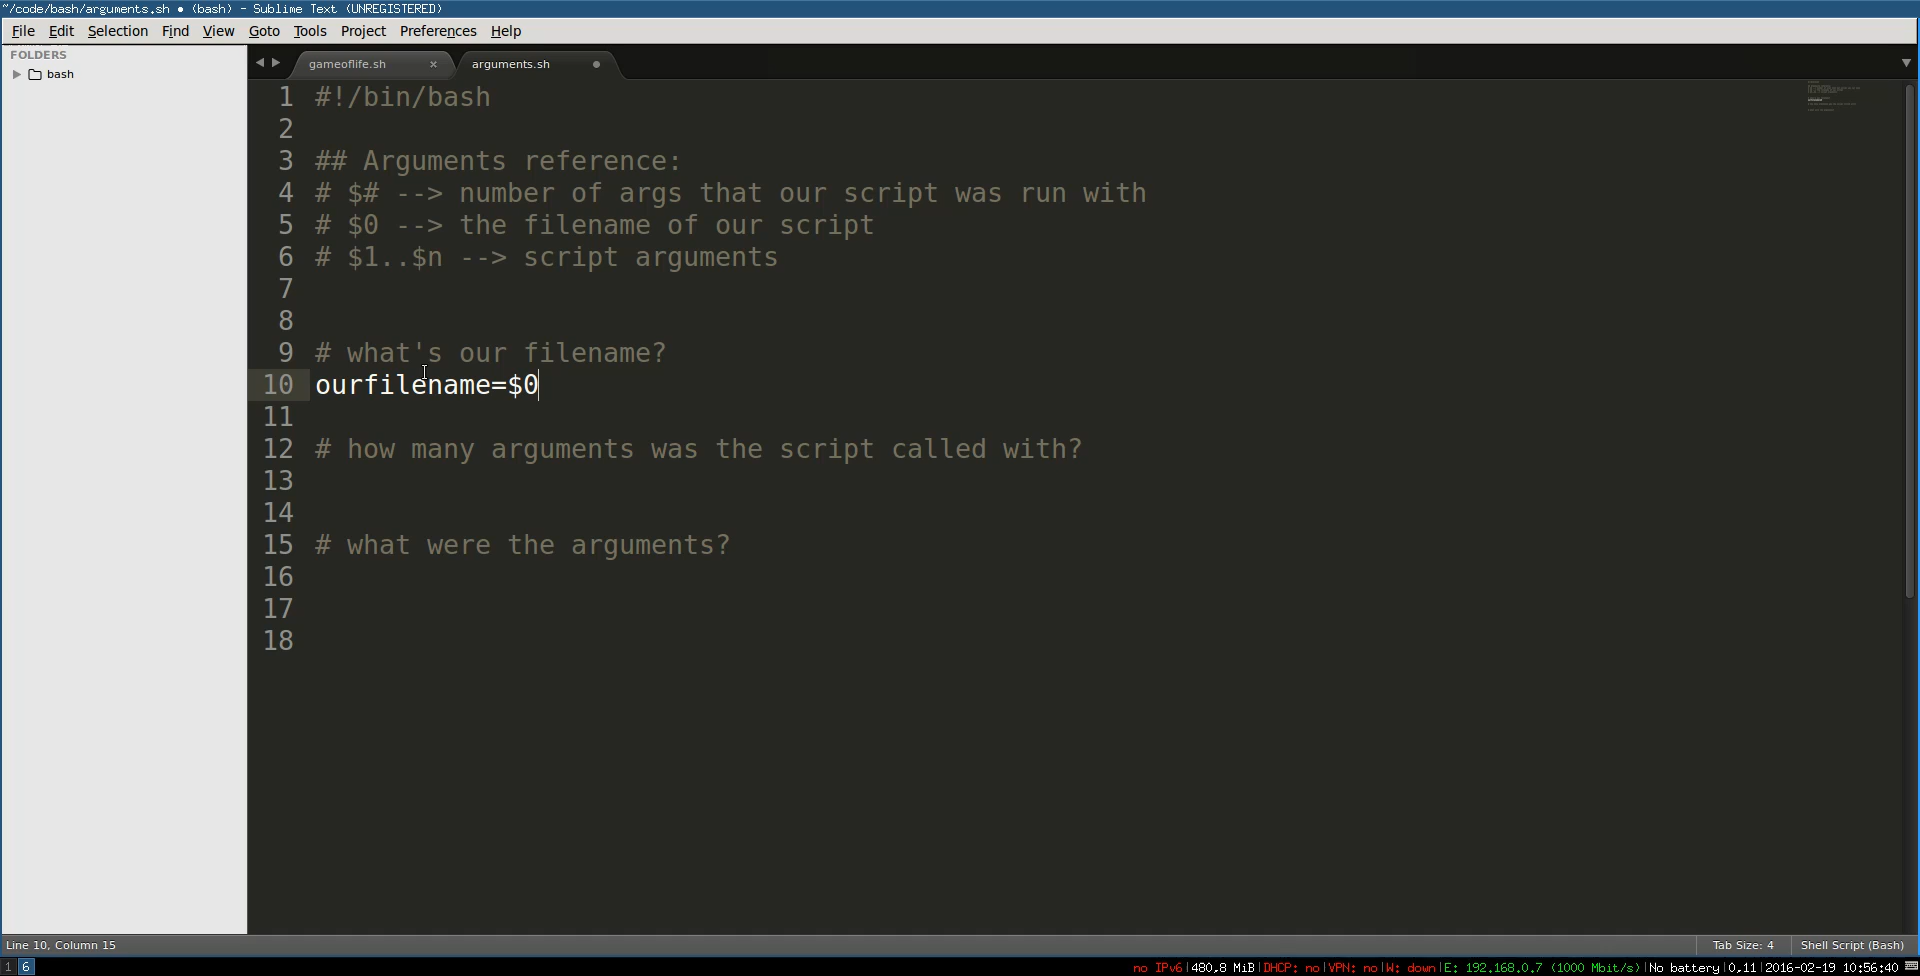 ~/code/bash/arguments.sh • (bash) - Sublime Text (UNREGISTERED)
File Edit Selection Find View Goto Tools Project Preferences Help
FOLDERS
bash
gameoflife.sh × arguments.sh •
1 #!/bin/bash
2
3 ## Arguments reference:
4 # $# --> number of args that our script was run with
5 # $0 --> the filename of our script
6 # $1..$n --> script arguments
7
8
9 # what's our filename?
10 ourfilename=$0
11
12 # how many arguments was the script called with?
13
14
15 # what were the arguments?
16
17
18
Line 10, Column 15 Tab Size: 4 Shell Script (Bash)
1 6 no IPv6|480,8 MiB|DHCP: no|VPN: no|W: down|E: 192.168.0.7 (1000 Mbit/s)|No battery|0,11|2016-02-19 10:56:40